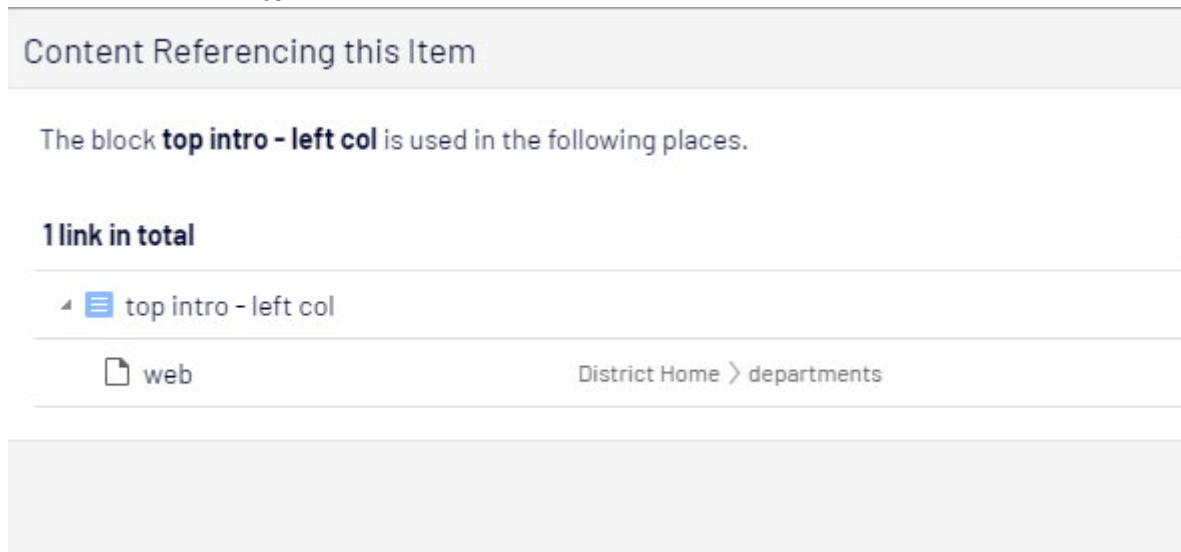 Content Referencing this Item
The block top intro - left col is used in the following places.
1 link in total
top intro - left col
web District Home > departments